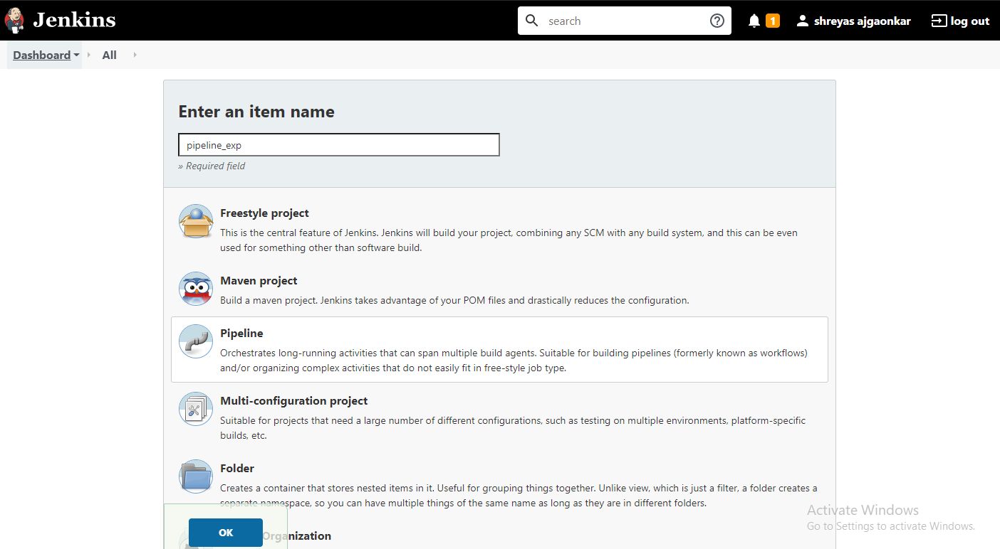 Jenkins
search
1
shreyas ajgaonkar
log out
Dashboard
All
Enter an item name
pipeline_exp
» Required field
Freestyle project
This is the central feature of Jenkins. Jenkins will build your project, combining any SCM with any build system, and this can be even
used for something other than software build.
Maven project
Build a maven project. Jenkins takes advantage of your POM files and drastically reduces the configuration.
Pipeline
Orchestrates long-running activities that can span multiple build agents. Suitable for building pipelines (formerly known as workflows)
and/or organizing complex activities that do not easily fit in free-style job type.
Multi-configuration project
Suitable for projects that need a large number of different configurations, such as testing on multiple environments, platform-specific
builds, etc.
Folder
Creates a container that stores nested items in it. Useful for grouping things together. Unlike view, which is just a filter, a folder creates a
separate namespace, so you can have multiple things of the same name as long as they are in different folders.
Organization
OK
Activate Windows
Go to Settings to activate Windows.